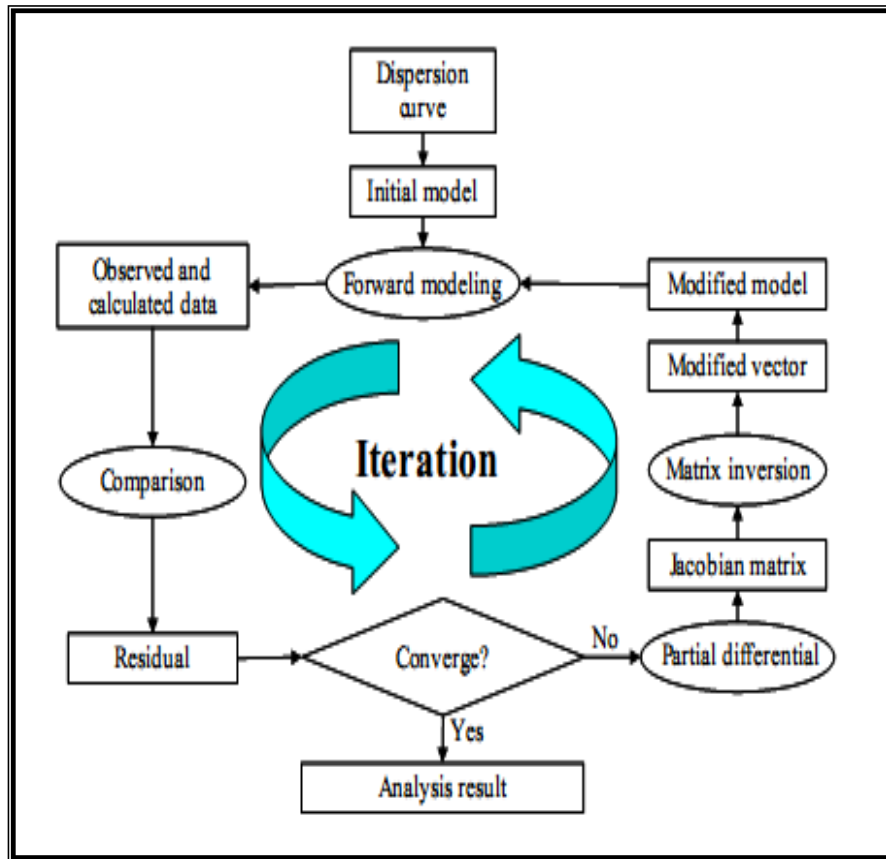 Dispersion
curve
Initial model
Forward modeling
Observed and
calculated data
Modified model
Modified vector
Iteration
Comparison
Matrix inversion
Jacobian matrix
Residual
Converge?
No
Partial differential
Yes
Analysis result